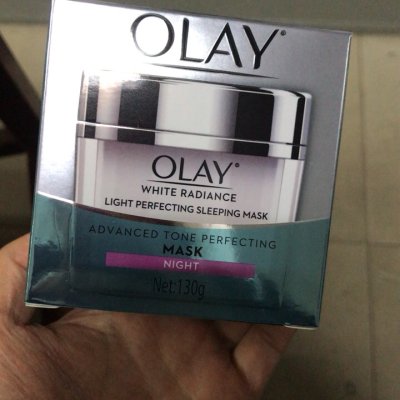 OLAY®
OLAY®
WHITE RADIANCE
LIGHT PERFECTING SLEEPING MASK
ADVANCED TONE PERFECTING
MASK
NIGHT
Net:130g